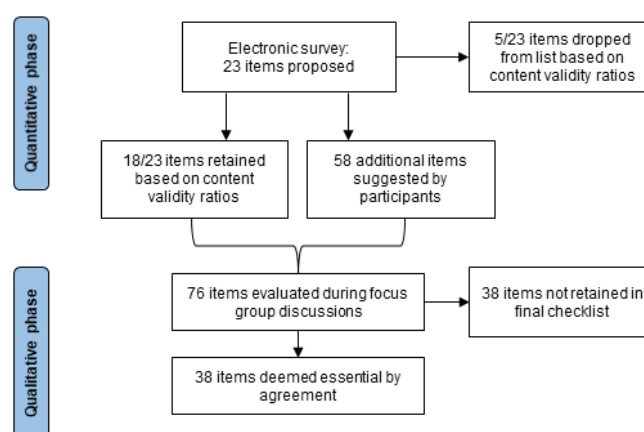 Quantitative phase
Electronic survey:
23 items proposed
5/23 items dropped
from list based on
content validity ratios
18/23 items retained
based on content
validity ratios
58 additional items
suggested by
participants
Qualitative phase
76 items evaluated during focus
group discussions
38 items not retained in
final checklist
38 items deemed essential by
agreement